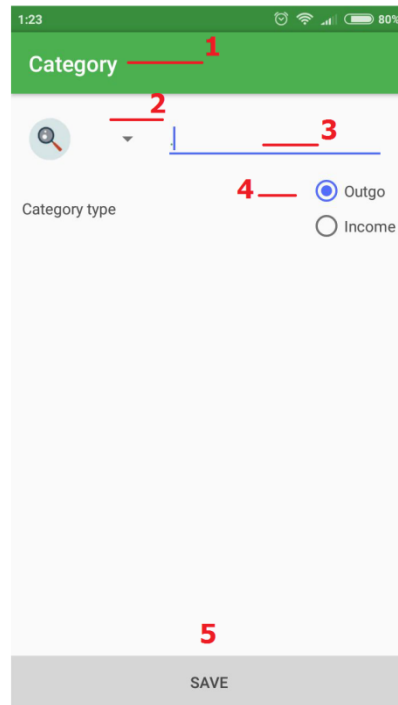 1:23 80%
Category 1
2
3
4 Outgo
Category type
Income
5
SAVE